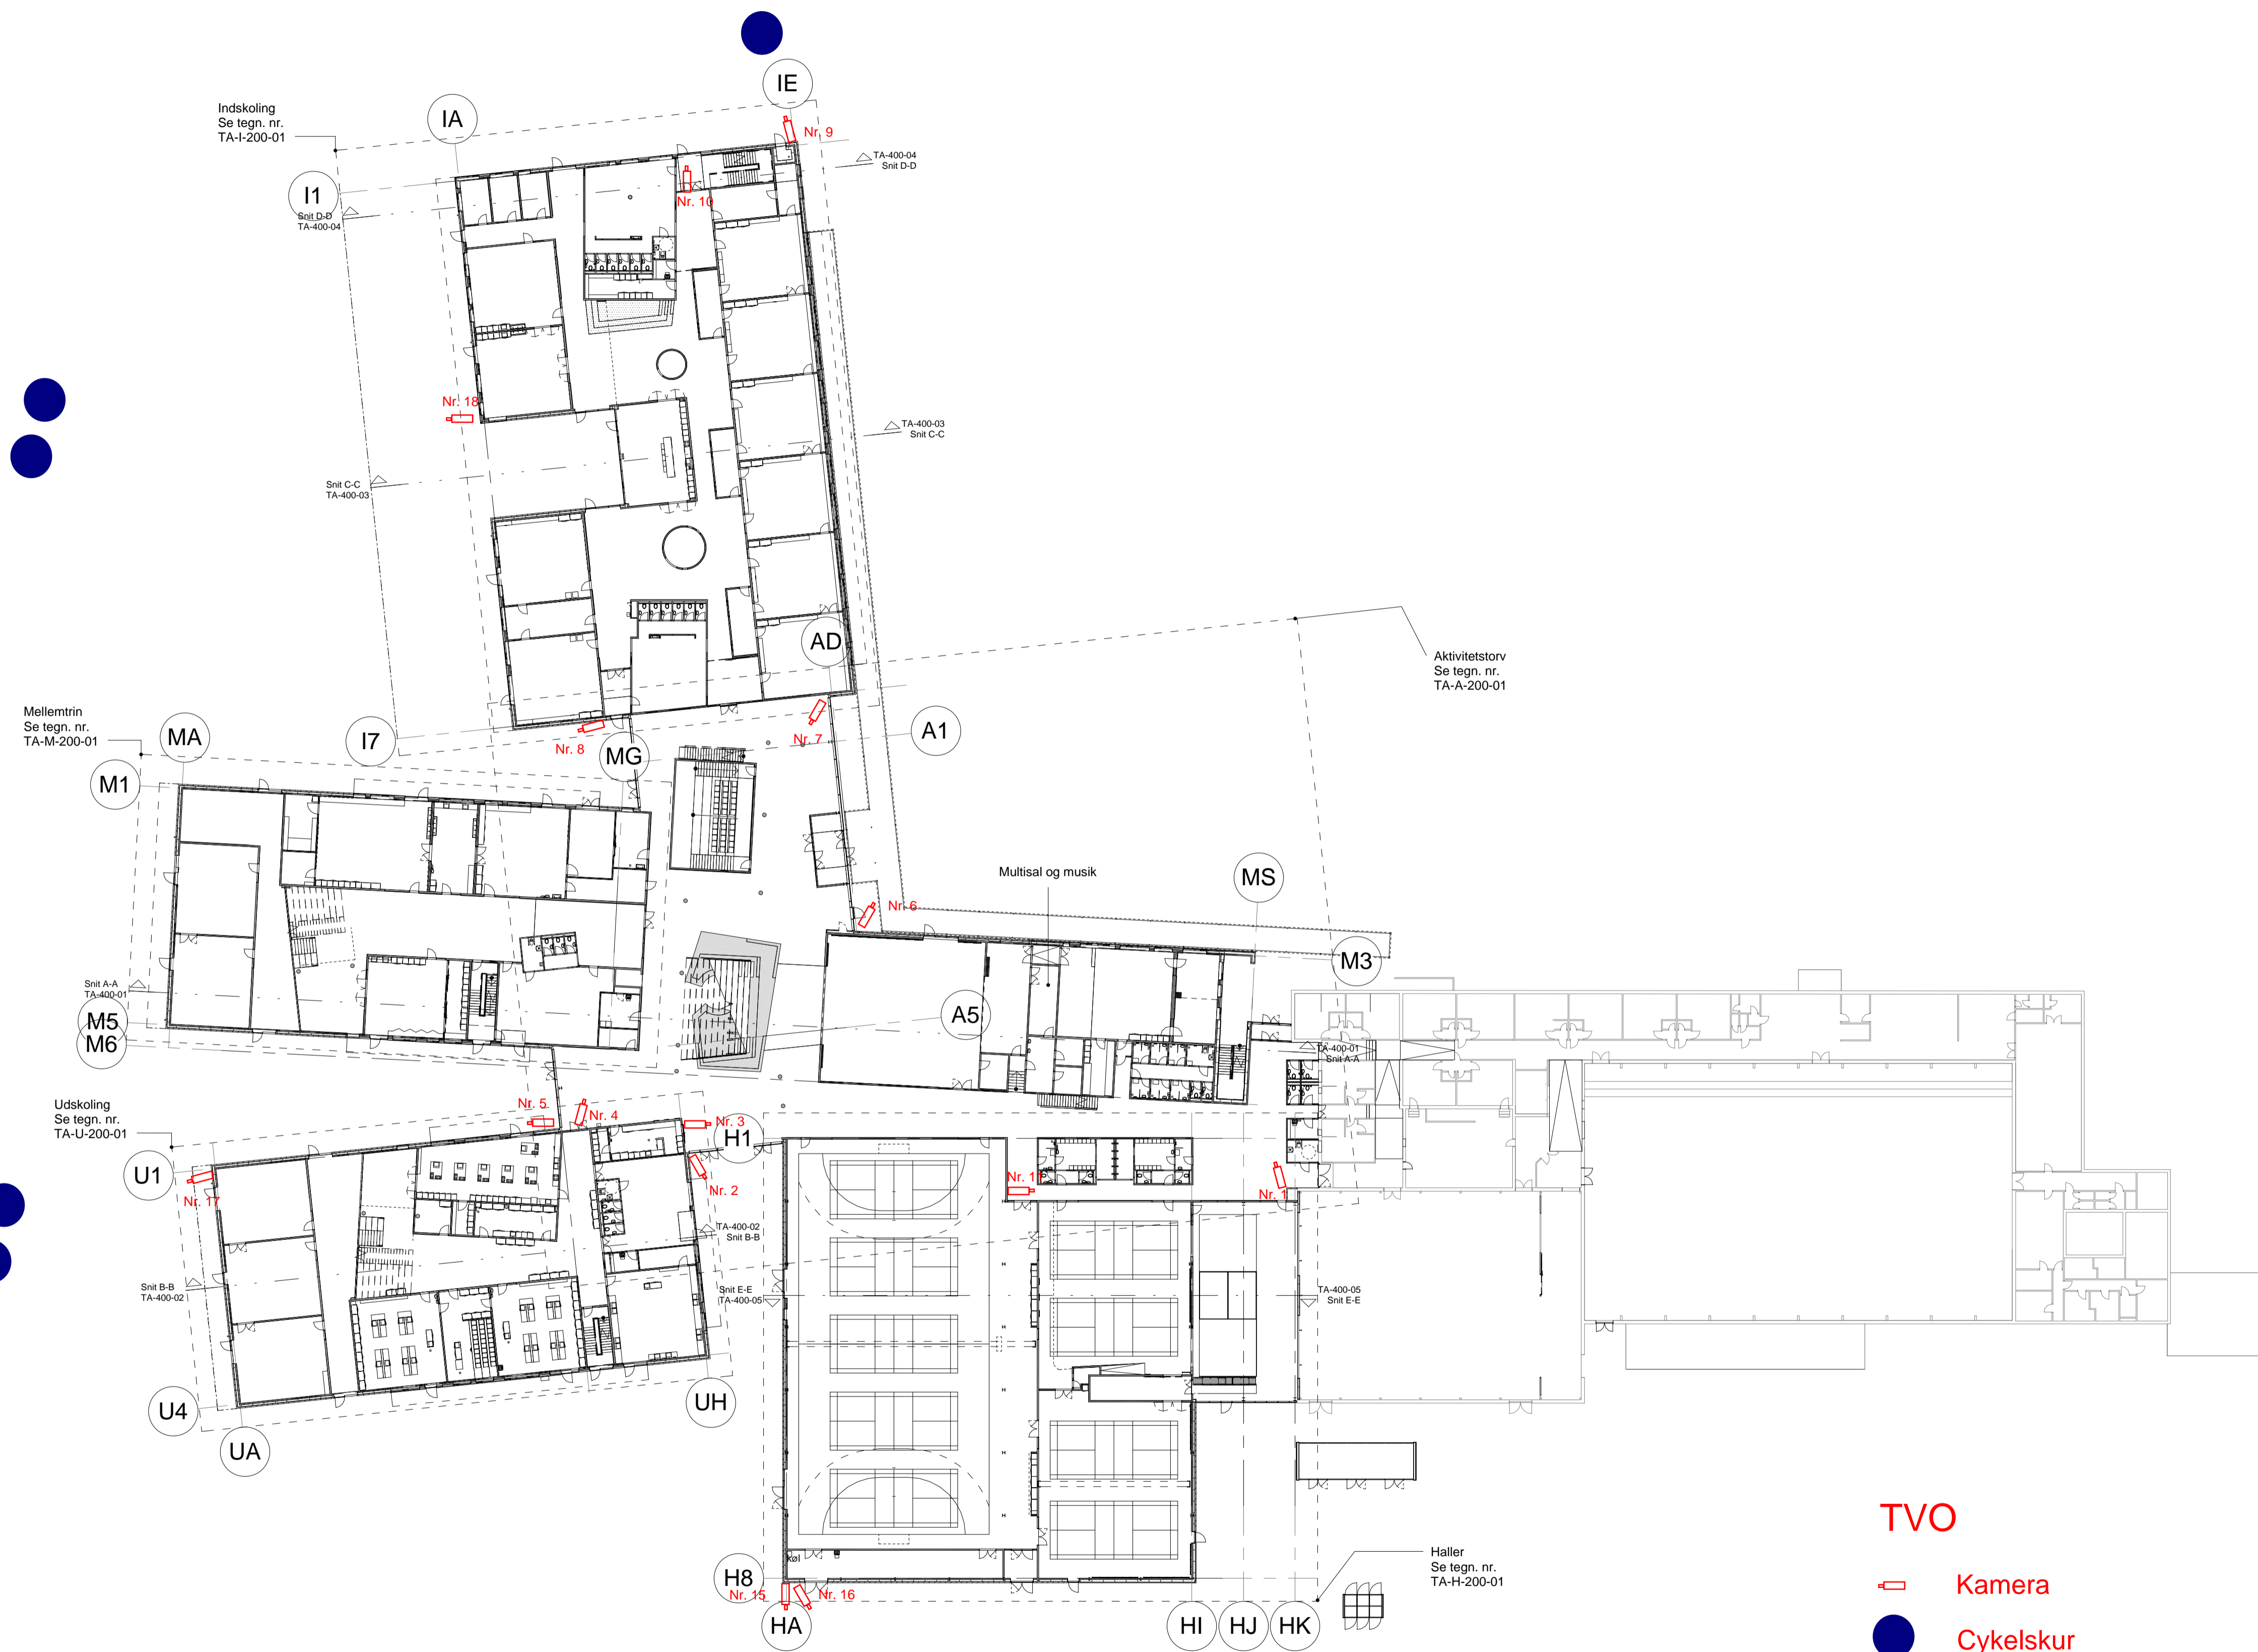 IE
Indskoling
Se tegn. nr.
TA-I-200-01
IA
Nr. 9
TA-400-04
Snit D-D
I1
Snit D-D
TA-400-04
Nr. 10
Nr. 18
TA-400-03
Snit C-C
Snit C-C
TA-400-03
AD
Aktivitetstorv
Se tegn. nr.
TA-A-200-01
Mellemtrin
Se tegn. nr.
TA-M-200-01
MA
I7
Nr. 8
MG
Nr. 7
A1
M1
Multisal og musik
MS
Nr. 6
M3
Snit A-A
TA-400-01
M5
M6
A5
TA-400-01
Snit A-A
Udskoling
Se tegn. nr.
TA-U-200-01
Nr. 5
Nr. 4
Nr. 3
H1
U1
Nr. 17
Nr. 2
Nr. 11
Nr. 1
TA-400-02
Snit B-B
Snit B-B
TA-400-02
Snit E-E
TA-400-05
TA-400-05
Snit E-E
U4
UA
UH
køl
H8
Nr. 15
Nr. 16
HA
HI
HJ
HK
Haller
Se tegn. nr.
TA-H-200-01
TVO
Kamera
Cykelskur